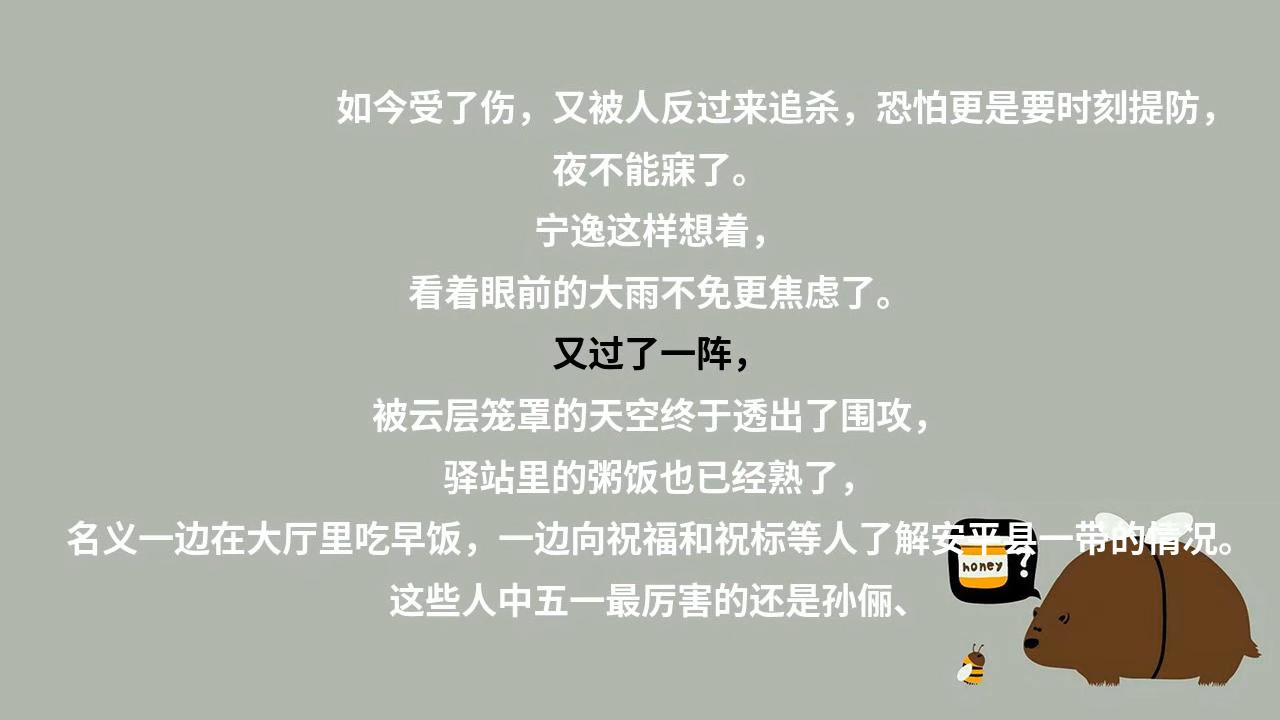 如今受了伤，又被人反过来追杀，恐怕更是要时刻提防，
夜不能寐了。
宁逸这样想着，
看着眼前的大雨不免更焦虑了。
又过了一阵，
被云层笼罩的天空终于透出了围攻，
驿站里的粥饭也已经熟了，
名义一边在大厅里吃早饭，一边向祝福和祝标等人了解安平县一带的情况。
honey
?
这些人中五一最厉害的还是孙俪、